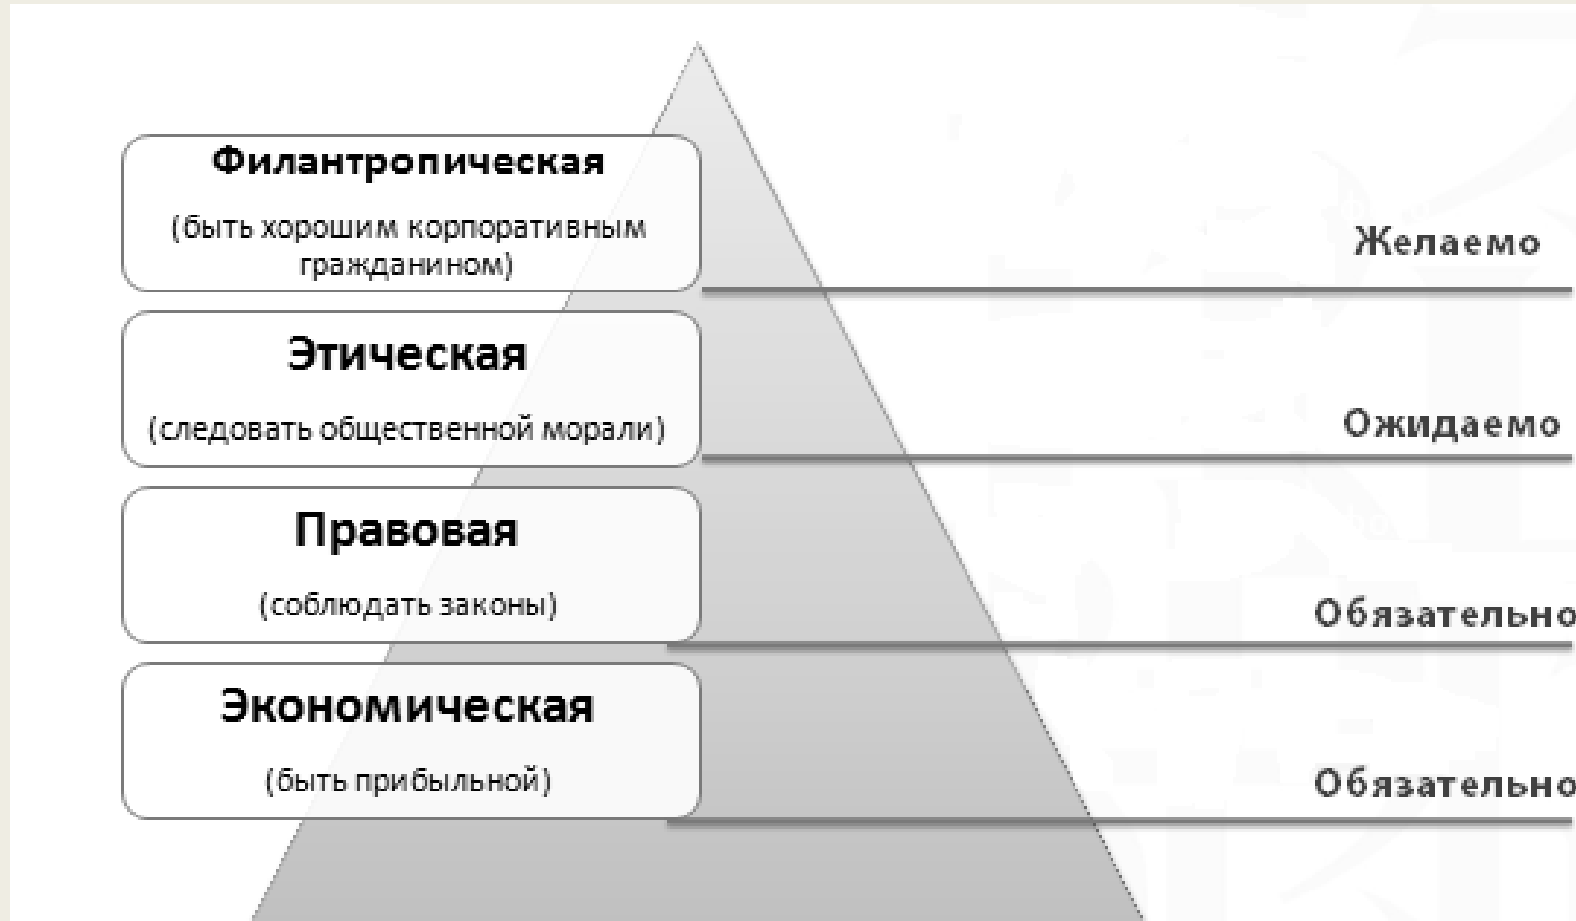 Филантропическая
(быть хорошим корпоративным
гражданином)
Желаемо
Этическая
(следовать общественной морали)
Ожидаемо
Правовая
(соблюдать законы)
Обязательно
Экономическая
(быть прибыльной)
Обязательно